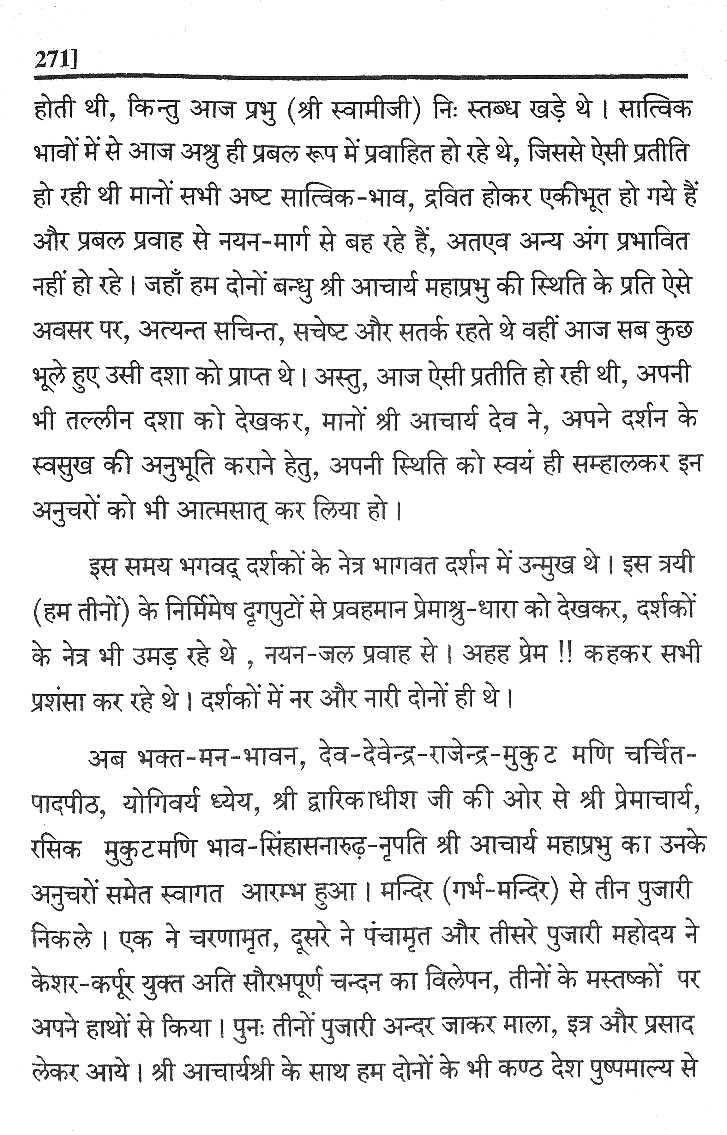 271]
होती थी, किन्तु आज प्रभु (श्री स्वामीजी) निः स्तब्ध खड़े थे । सात्विक
भावों में से आज अश्रु ही प्रबल रूप में प्रवाहित हो रहे थे, जिससे ऐसी प्रतीति
हो रही थी मानों सभी अष्ट सात्विक-भाव, द्रवित होकर एकीभूत हो गये हैं
और प्रबल प्रवाह से नयन-मार्ग से बह रहे हैं, अतएव अन्य अंग प्रभावित
नहीं हो रहे । जहाँ हम दोनों बन्धु श्री आचार्य महाप्रभु की स्थिति के प्रति ऐसे
अवसर पर, अत्यन्त सचिन्त, सचेष्ट और सतर्क रहते थे वहीं आज सब कुछ
भूले हुए उसी दशा को प्राप्त थे । अस्तु, आज ऐसी प्रतीति हो रही थी, अपनी
भी तल्लीन दशा को देखकर, मानों श्री आचार्य देव ने, अपने दर्शन के
स्वसुख की अनुभूति कराने हेतु, अपनी स्थिति को स्वयं ही सम्हालकर इन
अनुचरों को भी आत्मसात् कर लिया हो ।
इस समय भगवद् दर्शकों के नेत्र भागवत दर्शन में उन्मुख थे । इस त्रयी
(हम तीनों) के निर्मिमेष दृगपुटों से प्रवहमान प्रेमाश्रु-धारा को देखकर, दर्शकों
के नेत्र भी उमड़ रहे थे , नयन-जल प्रवाह से । अहह प्रेम !! कहकर सभी
प्रशंसा कर रहे थे । दर्शकों में नर और नारी दोनों ही थे ।
अब भक्त-मन-भावन, देव-देवेन्द्र-राजेन्द्र-मुकुट मणि चर्चित-
पादपीठ, योगिवर्य ध्येय, श्री द्वारिकाधीश जी की ओर से श्री प्रेमाचार्य,
रसिक मुकुटमणि भाव-सिंहासनारुढ़-नृपति श्री आचार्य महाप्रभु का उनके
अनुचरों समेत स्वागत आरम्भ हुआ । मन्दिर (गर्भ-मन्दिर) से तीन पुजारी
निकले । एक ने चरणामृत, दूसरे ने पंचामृत और तीसरे पुजारी महोदय ने
केशर-कर्पूर युक्त अति सौरभपूर्ण चन्दन का विलेपन, तीनों के मस्तष्कों पर
अपने हाथों से किया । पुनः तीनों पुजारी अन्दर जाकर माला, इत्र और प्रसाद
लेकर आये । श्री आचार्यश्री के साथ हम दोनों के भी कण्ठ देश पुष्पमाल्य से